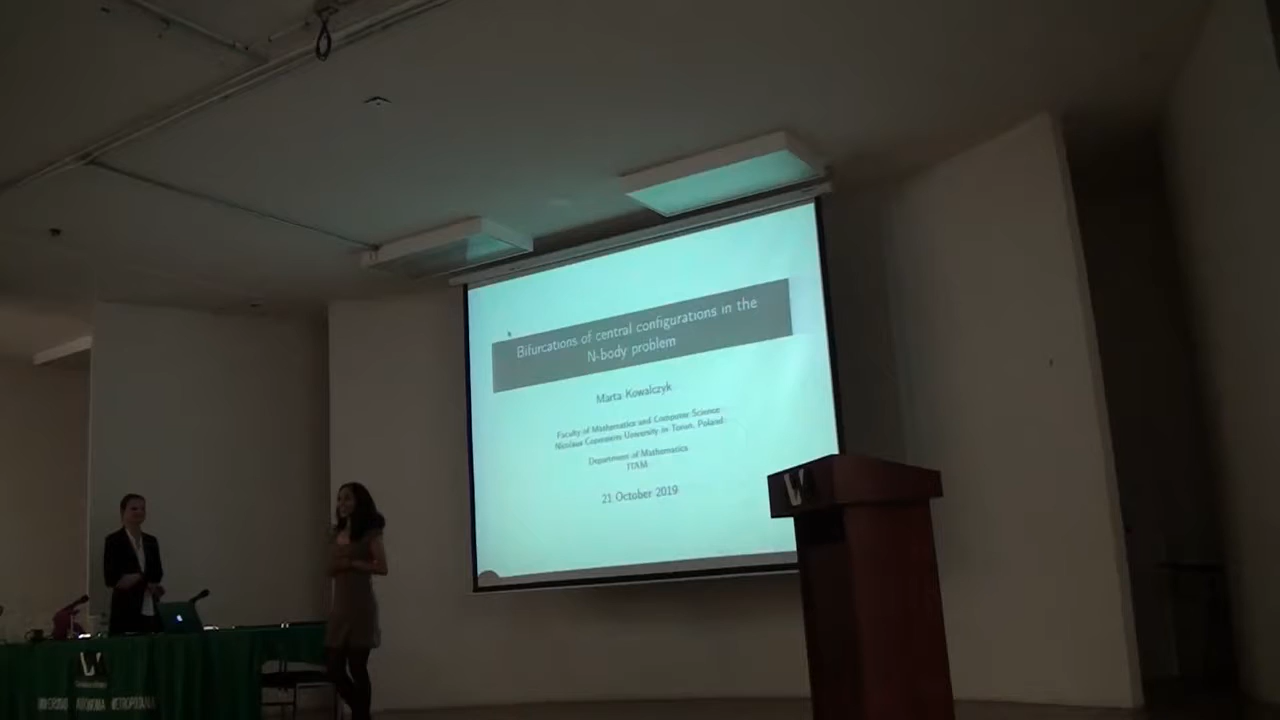 Bifurcations of central configurations in the
N-body problem
Marta Kowalczyk
Faculty of Mathematics and Computer Science
Nicolaus Copernicus University in Toruń, Poland
Department of Mathematics
ITAM
21 October 2019